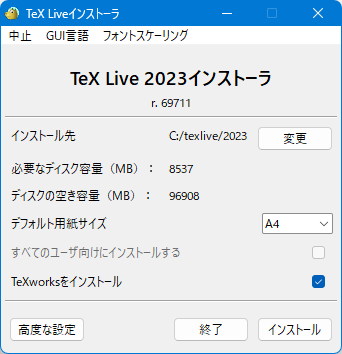 TeX Liveインストーラ
中止 GUI言語 フォントスケーリング
TeX Live 2023インストーラ
r. 69711
インストール先 C:/texlive/2023 変更
必要なディスク容量（MB）： 8537
ディスクの空き容量（MB）： 96908
デフォルト用紙サイズ A4
すべてのユーザ向けにインストールする
TeXworksをインストール
高度な設定 終了 インストール